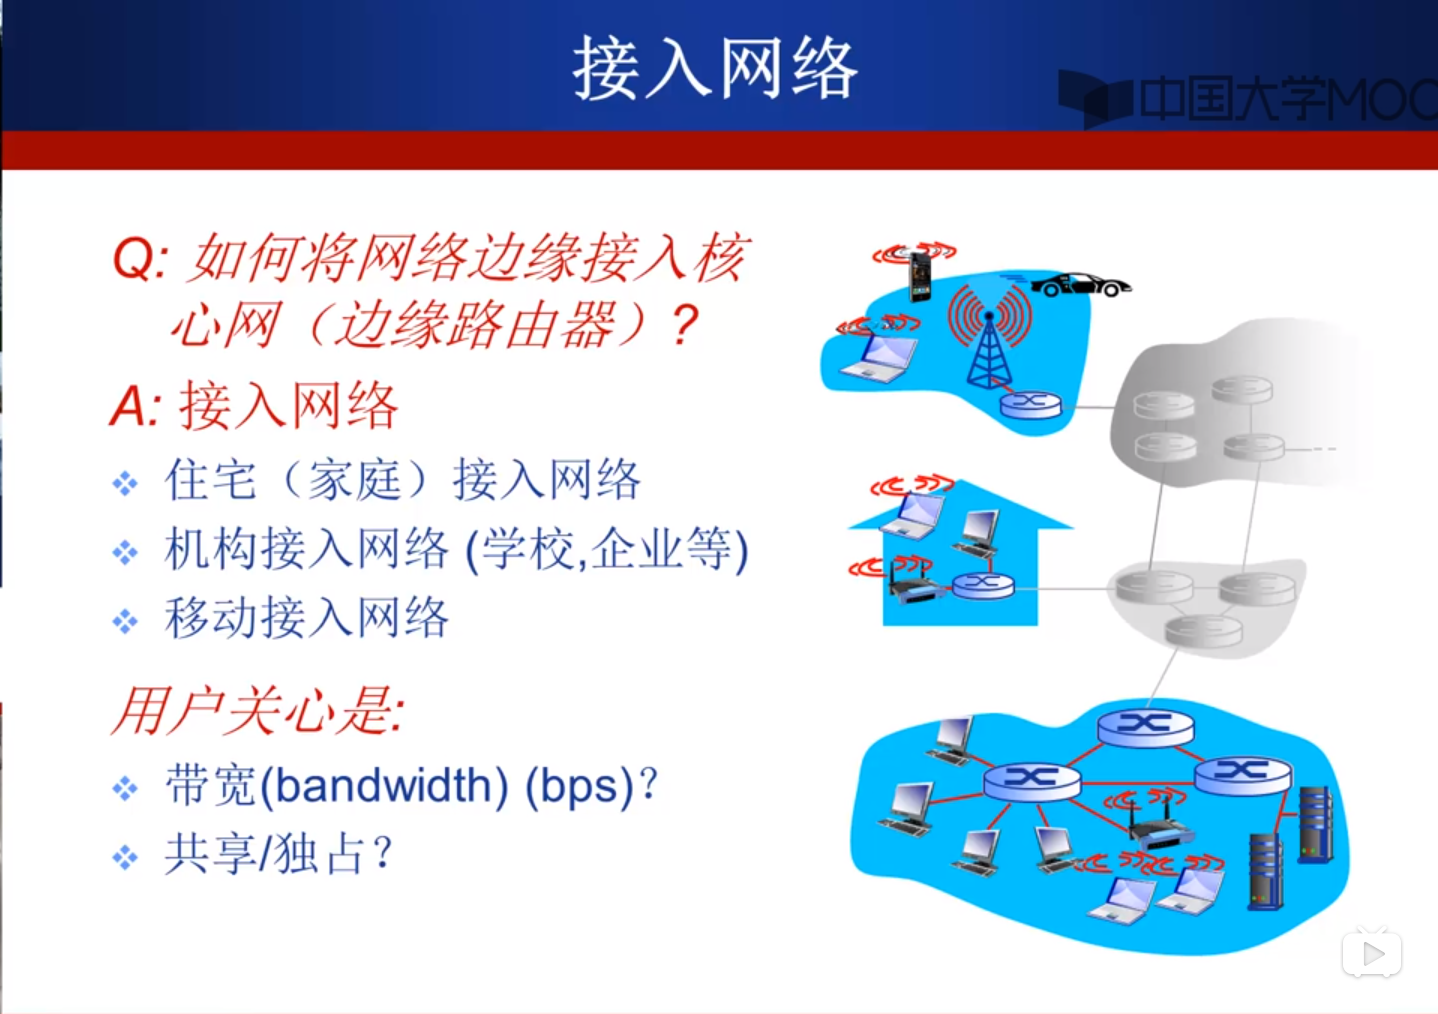 接入网络
中国大学MOO
Q: 如何将网络边缘接入核
心网（边缘路由器）?
A: 接入网络
住宅（家庭）接入网络
机构接入网络 (学校,企业等)
移动接入网络
用户关心是:
带宽(bandwidth) (bps)?
共享/独占?